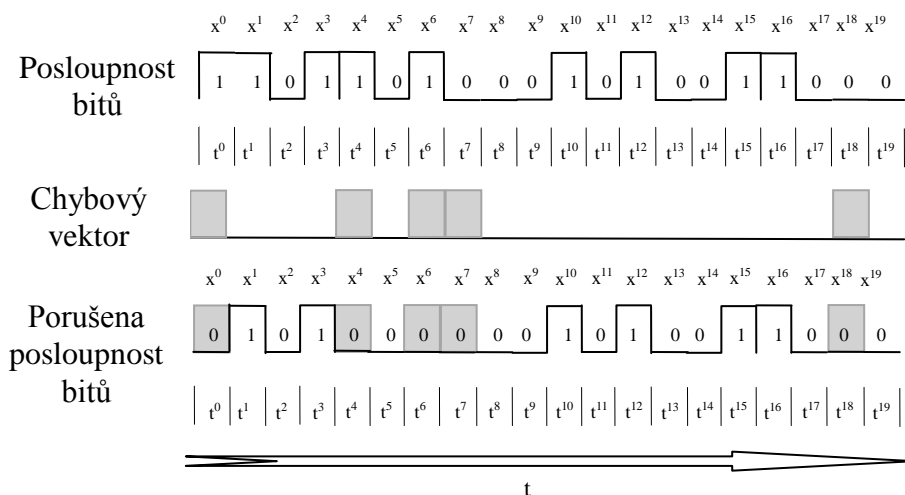 x⁰ x¹ x² x³ x⁴ x⁵ x⁶ x⁷ x⁸ x⁹ x¹⁰ x¹¹ x¹² x¹³ x¹⁴ x¹⁵ x¹⁶ x¹⁷ x¹⁸ x¹⁹
Posloupnost
bitů
1 1 0 1 1 0 1 0 0 0 1 0 1 0 0 1 1 0 0 0
t⁰ t¹ t² t³ t⁴ t⁵ t⁶ t⁷ t⁸ t⁹ t¹⁰ t¹¹ t¹² t¹³ t¹⁴ t¹⁵ t¹⁶ t¹⁷ t¹⁸ t¹⁹
Chybový
vektor
x⁰ x¹ x² x³ x⁴ x⁵ x⁶ x⁷ x⁸ x⁹ x¹⁰ x¹¹ x¹² x¹³ x¹⁴ x¹⁵ x¹⁶ x¹⁷ x¹⁸ x¹⁹
Porušena
posloupnost
bitů
0 1 0 1 0 0 0 0 0 0 1 0 1 0 0 1 1 0 0 0
t⁰ t¹ t² t³ t⁴ t⁵ t⁶ t⁷ t⁸ t⁹ t¹⁰ t¹¹ t¹² t¹³ t¹⁴ t¹⁵ t¹⁶ t¹⁷ t¹⁸ t¹⁹
t